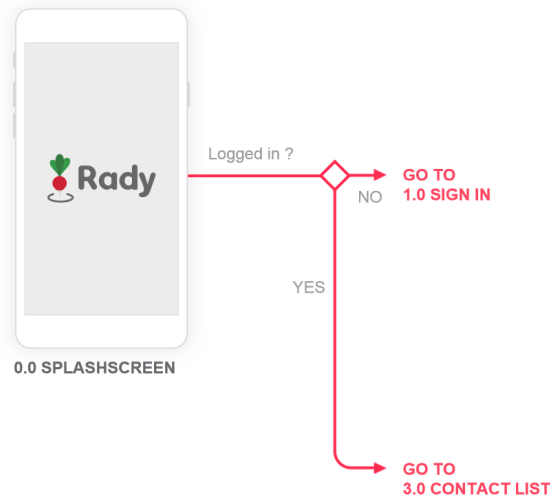 Rady
Logged in ?
GO TO
1.0 SIGN IN
NO
YES
0.0 SPLASHSCREEN
GO TO
3.0 CONTACT LIST